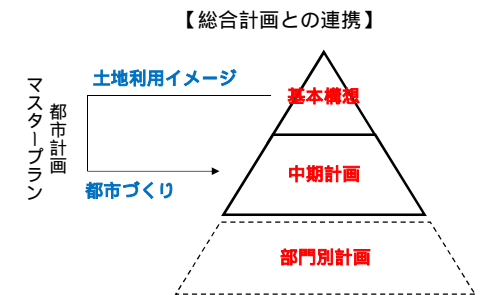 【総合計画との連携】
土地利用イメージ
基本構想
都市計画
マスタープラン
中期計画
都市づくり
部門別計画